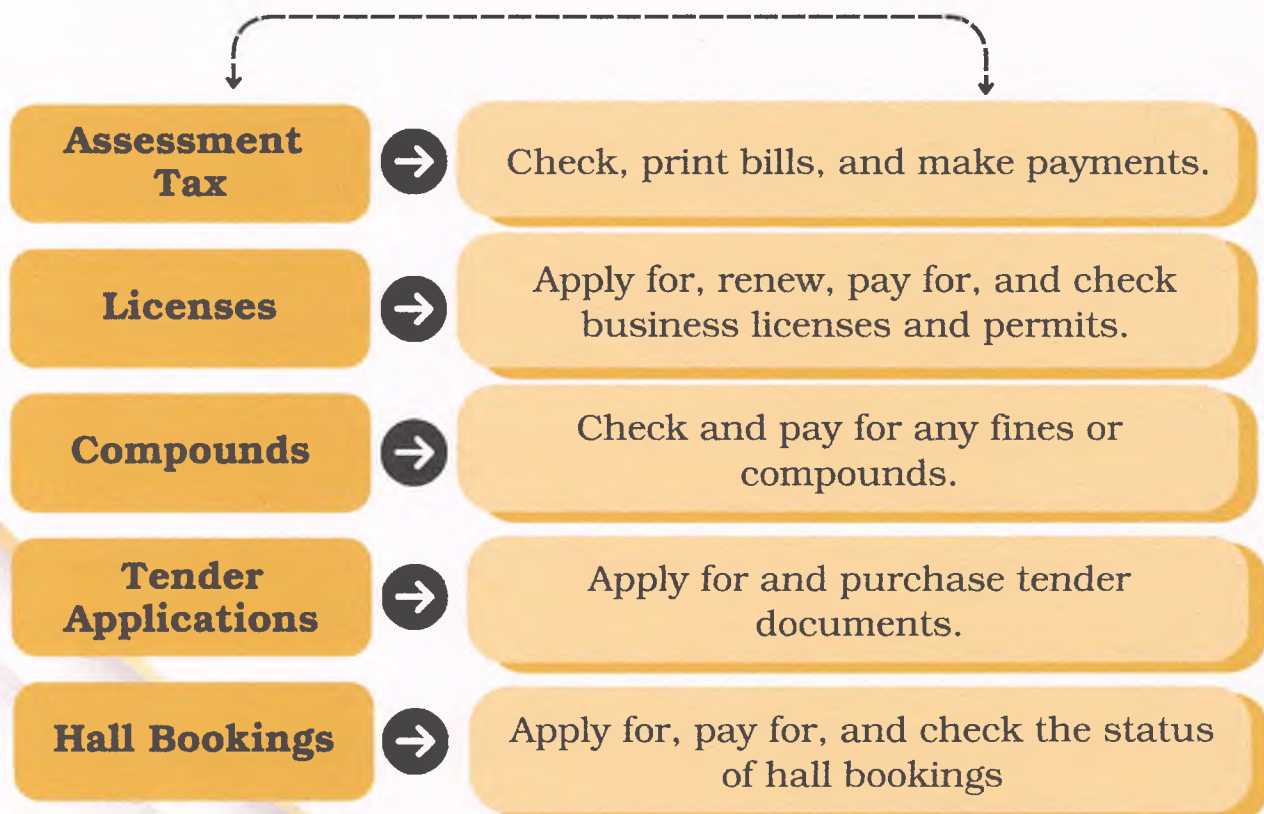 Assessment
Tax
Check, print bills, and make payments.
Licenses
Apply for, renew, pay for, and check
business licenses and permits.
Compounds
Check and pay for any fines or
compounds.
Tender
Applications
Apply for and purchase tender
documents.
Hall Bookings
Apply for, pay for, and check the status
of hall bookings